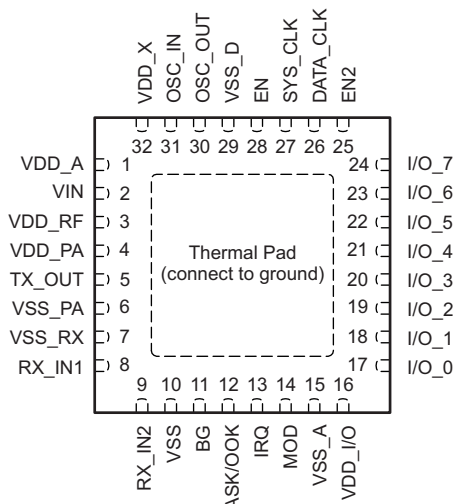 VDD_X
OSC_IN
OSC_OUT
VSS_D
EN
SYS_CLK
DATA_CLK
EN2
32 31 30 29 28 27 26 25
VDD_A 1
VIN 2
VDD_RF 3
VDD_PA 4
TX_OUT 5
VSS_PA 6
VSS_RX 7
RX_IN1 8
Thermal Pad
(connect to ground)
24 I/O_7
23 I/O_6
22 I/O_5
21 I/O_4
20 I/O_3
19 I/O_2
18 I/O_1
17 I/O_0
9 10 11 12 13 14 15 16
RX_IN2
VSS
BG
ASK/OOK
IRQ
MOD
VSS_A
VDD_I/O